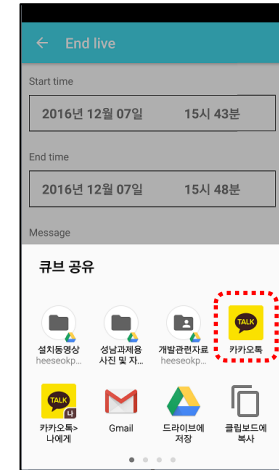 ← End live
Start time
2016년 12월 07일 15시 43분
End time
2016년 12월 07일 15시 48분
Message
큐브 공유
TALK
설치동영상 성남과제용 개발관련자료 카카오톡
heeseokp... 사진 및 자... heeseokp...
TALK 나
카카오톡> Gmail 드라이브에 클립보드에
나에게 저장 복사